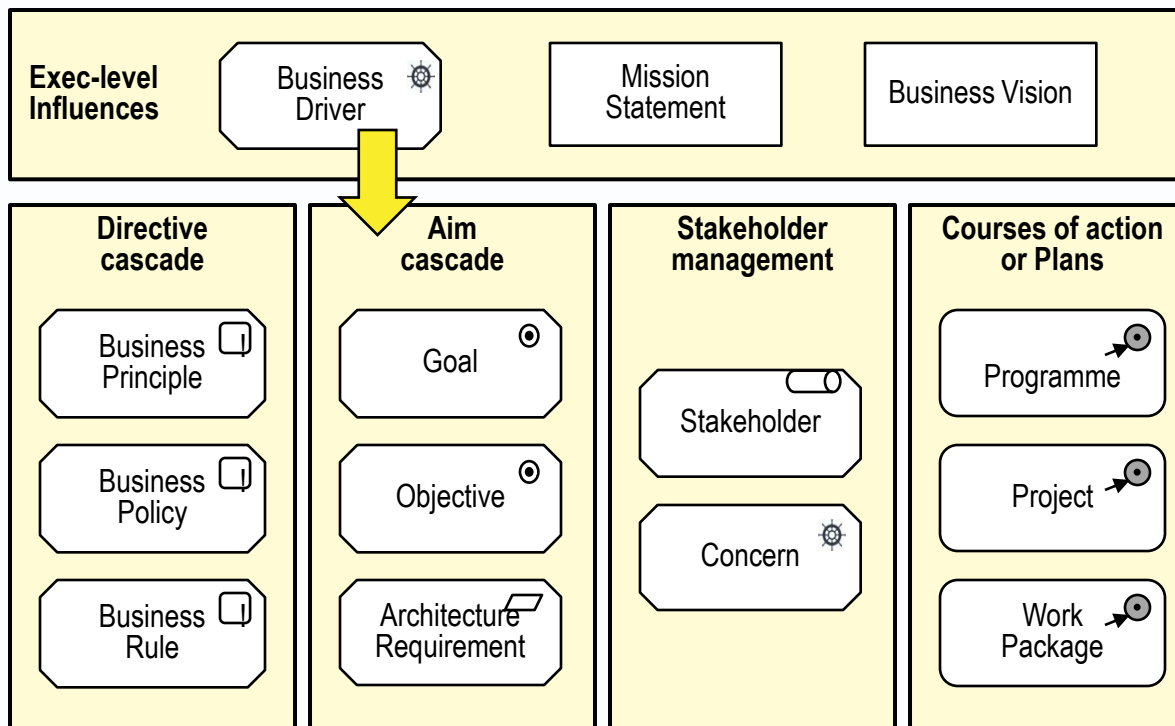 Exec-level
Influences
Business
Driver
Mission
Statement
Business Vision
Directive
cascade
Business
Principle
Business
Policy
Business
Rule
Aim
cascade
Goal
Objective
Architecture
Requirement
Stakeholder
management
Stakeholder
Concern
Courses of action
or Plans
Programme
Project
Work
Package